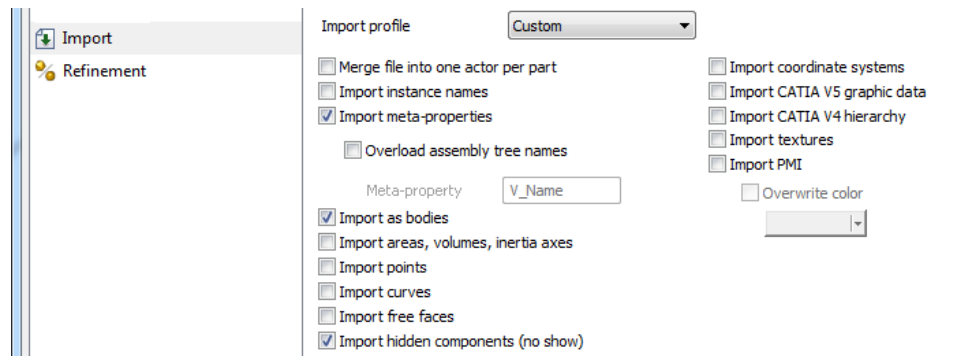 Import
Refinement
Import profile
Custom
Merge file into one actor per part
Import instance names
Import meta-properties
Overload assembly tree names
Meta-property
V_Name
Import as bodies
Import areas, volumes, inertia axes
Import points
Import curves
Import free faces
Import hidden components (no show)
Import coordinate systems
Import CATIA V5 graphic data
Import CATIA V4 hierarchy
Import textures
Import PMI
Overwrite color